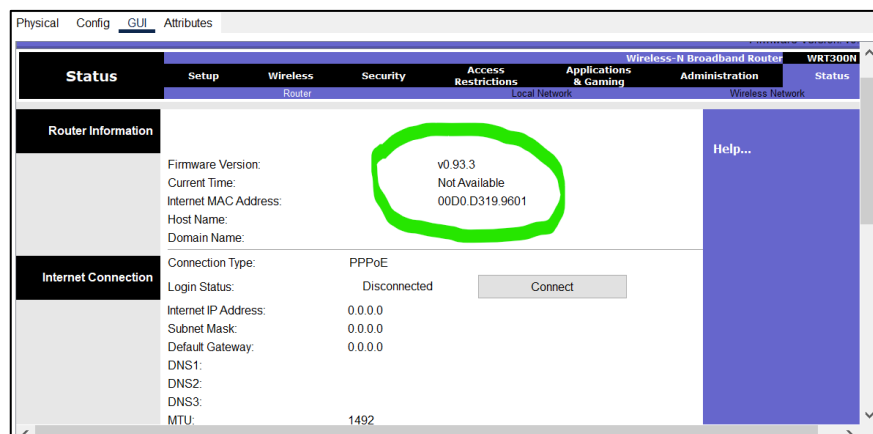 Physical Config GUI Attributes
Wireless-N Broadband Router WRT300N
Status Setup Wireless Security Access Restrictions Applications & Gaming Administration Status
Router Local Network Wireless Network
Router Information
Help...
Firmware Version: v0.93.3
Current Time: Not Available
Internet MAC Address: 00D0.D319.9601
Host Name:
Domain Name:
Internet Connection
Connection Type: PPPoE
Login Status: Disconnected Connect
Internet IP Address: 0.0.0.0
Subnet Mask: 0.0.0.0
Default Gateway: 0.0.0.0
DNS1:
DNS2:
DNS3:
MTU: 1492